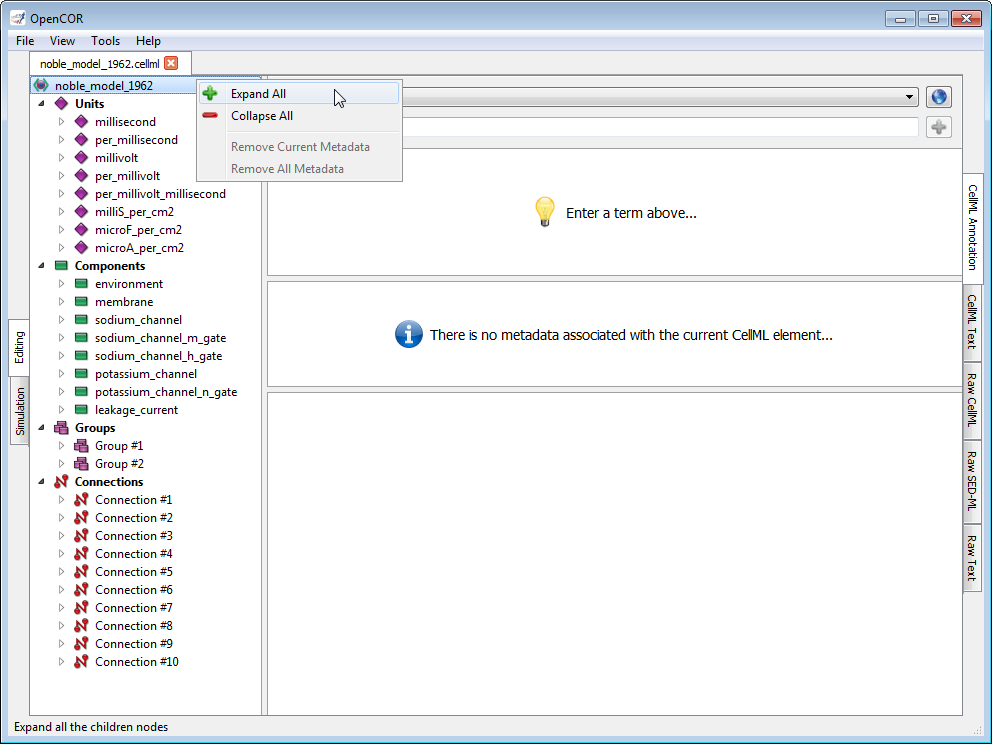 OpenCOR
File View Tools Help
noble_model_1962.cellml
noble_model_1962
Expand All
Collapse All
Remove Current Metadata
Remove All Metadata
Units
millisecond
per_millisecond
millivolt
per_millivolt
per_millivolt_millisecond
milliS_per_cm2
microF_per_cm2
microA_per_cm2
Components
environment
membrane
sodium_channel
sodium_channel_m_gate
sodium_channel_h_gate
potassium_channel
potassium_channel_n_gate
leakage_current
Groups
Group #1
Group #2
Connections
Connection #1
Connection #2
Connection #3
Connection #4
Connection #5
Connection #6
Connection #7
Connection #8
Connection #9
Connection #10
Enter a term above...
There is no metadata associated with the current CellML element...
Editing
Simulation
CellML Annotation
CellML Text
Raw CellML
Raw SED-ML
Raw Text
Expand all the children nodes